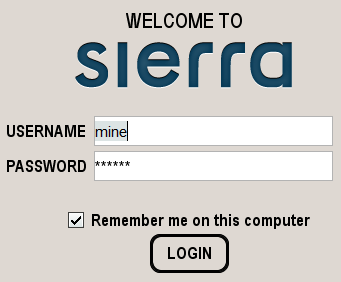 WELCOME TO
sierra
USERNAME mine
PASSWORD ******
Remember me on this computer
LOGIN